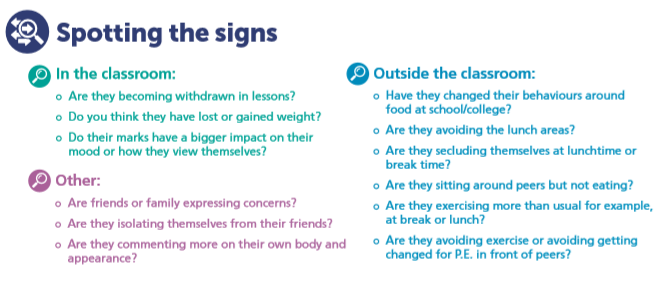 Spotting the signs
In the classroom:
o Are they becoming withdrawn in lessons?
o Do you think they have lost or gained weight?
o Do their marks have a bigger impact on their
mood or how they view themselves?
Other:
o Are friends or family expressing concerns?
o Are they isolating themselves from their friends?
o Are they commenting more on their own body and
appearance?
Outside the classroom:
o Have they changed their behaviours around
food at school/college?
o Are they avoiding the lunch areas?
o Are they secluding themselves at lunchtime or
break time?
o Are they sitting around peers but not eating?
o Are they exercising more than usual for example,
at break or lunch?
o Are they avoiding exercise or avoiding getting
changed for P.E. in front of peers?